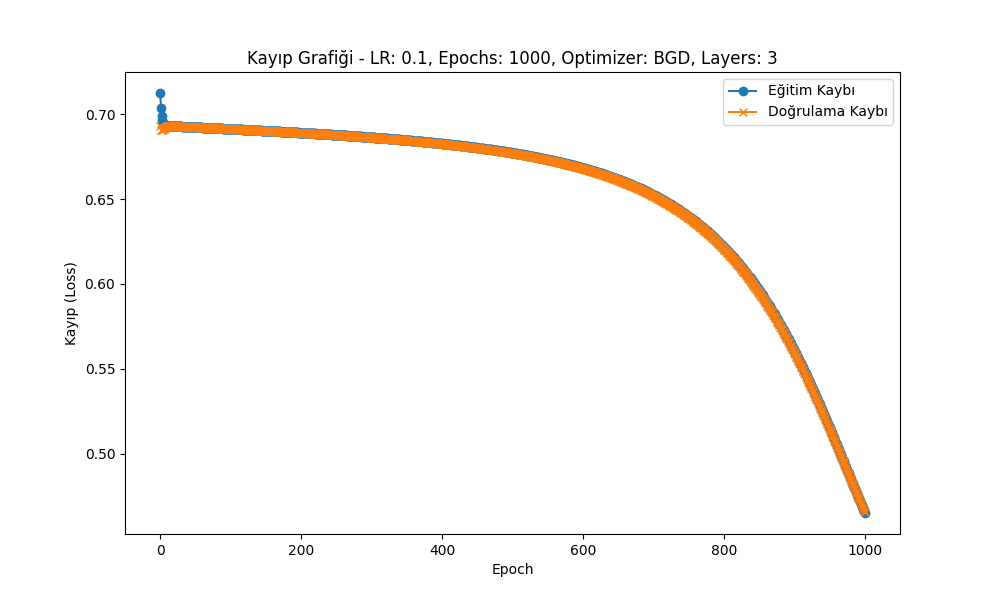 Kayıp Grafiği - LR: 0.1, Epochs: 1000, Optimizer: BGD, Layers: 3
Eğitim Kaybı
Doğrulama Kaybı
Kayıp (Loss)
0.70
0.65
0.60
0.55
0.50
0
200
400
600
800
1000
Epoch